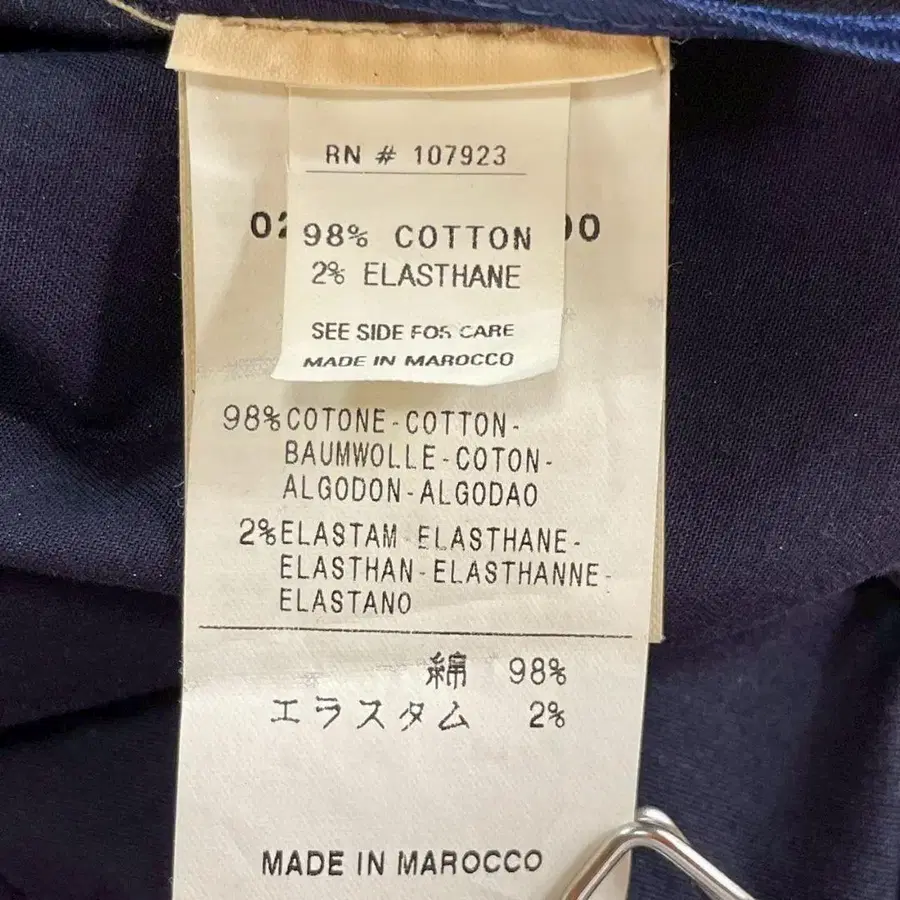 RN # 107923
98% COTTON
2% ELASTHANE
SEE SIDE FOR CARE
MADE IN MAROCCO
98% COTONE-COTTON-
BAUMWOLLE-COTON-
ALGODON-ALGODAO
2% ELASTAM ELASTHANE-
ELASTHAN-ELASTHANNE-
ELASTANO
綿 98%
エラスタム 2%
MADE IN MAROCCO